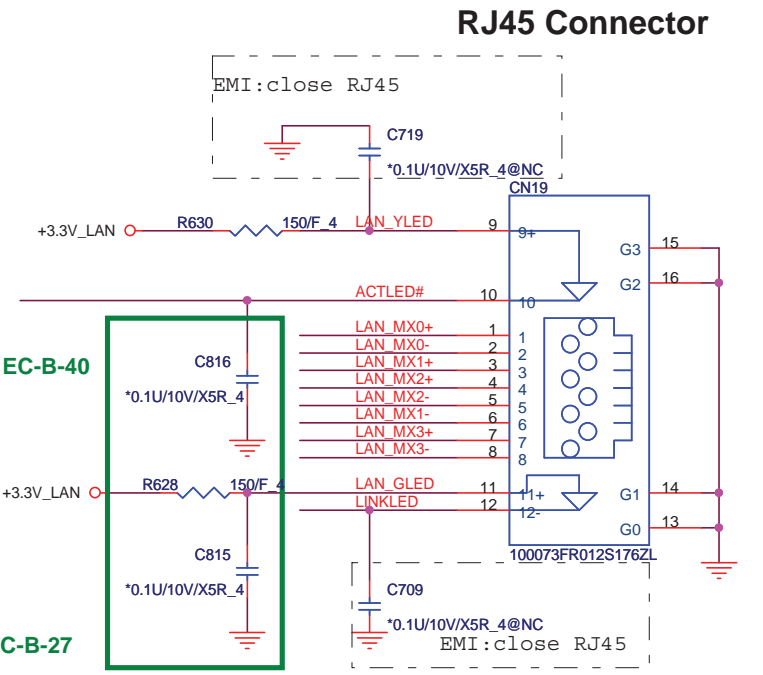 RJ45 Connector
EMI:close RJ45
C719
*0.1U/10V/X5R_4@NC
CN19
+3.3V_LAN R630 150/F_4 LAN_YLED 9 9+
G3 15
G2 16
ACTLED# 10 10
LAN_MX0+ 1 1
LAN_MX0- 2 2
LAN_MX1+ 3 3
LAN_MX2+ 4 4
LAN_MX2- 5 5
LAN_MX1- 6 6
LAN_MX3+ 7 7
LAN_MX3- 8 8
EC-B-40
C816
*0.1U/10V/X5R_4
+3.3V_LAN R628 150/F_4 LAN_GLED 11 11+
G1 14
LINKLED 12 12-
G0 13
100073FR012S176ZL
C815
*0.1U/10V/X5R_4
C709
*0.1U/10V/X5R_4@NC
EMI:close RJ45
C-B-27